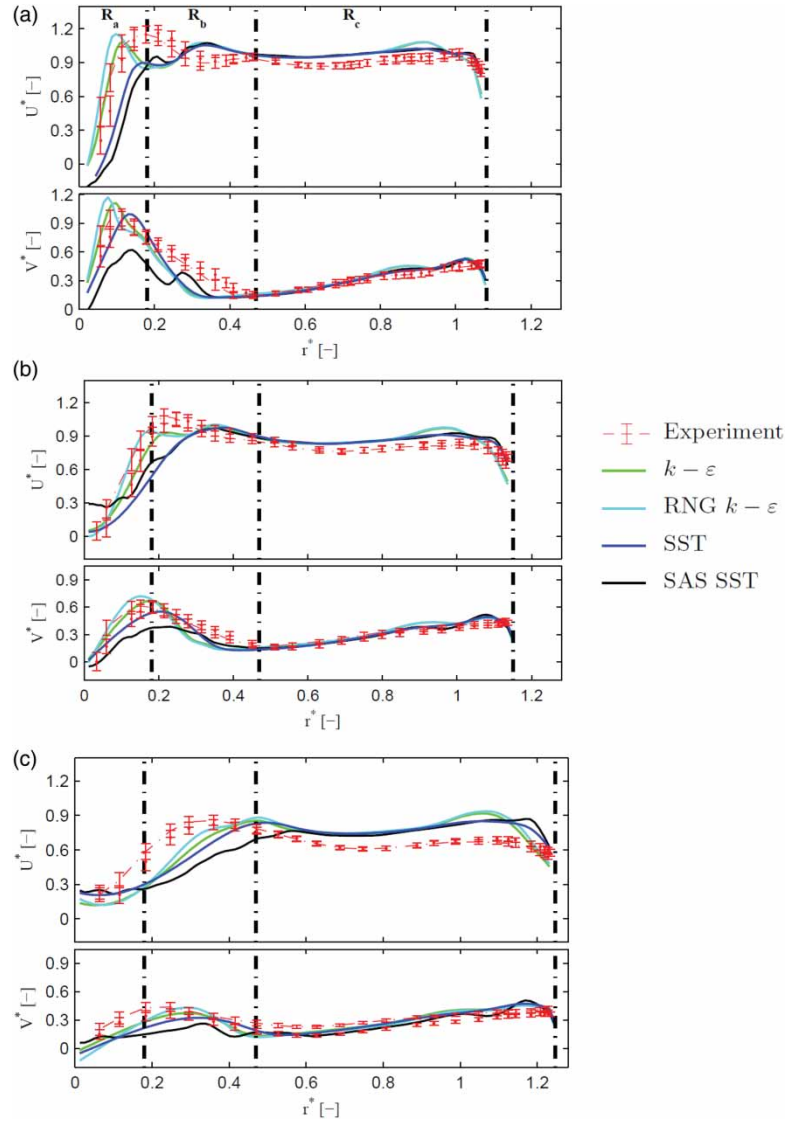 (a)
R_a R_b R_c
1.2
0.9
0.6
0.3
0
U* [−]
1.2
0.9
0.6
0.3
0
V* [−]
0 0.2 0.4 0.6 0.8 1 1.2
r* [−]
(b)
1.2
0.9
0.6
0.3
0
U* [−]
0.9
0.6
0.3
0
V* [−]
0 0.2 0.4 0.6 0.8 1 1.2
r* [−]
Experiment
k − ε
RNG k − ε
SST
SAS SST
(c)
1.2
0.9
0.6
0.3
0
U* [−]
0.9
0.6
0.3
0
V* [−]
0 0.2 0.4 0.6 0.8 1 1.2
r* [−]